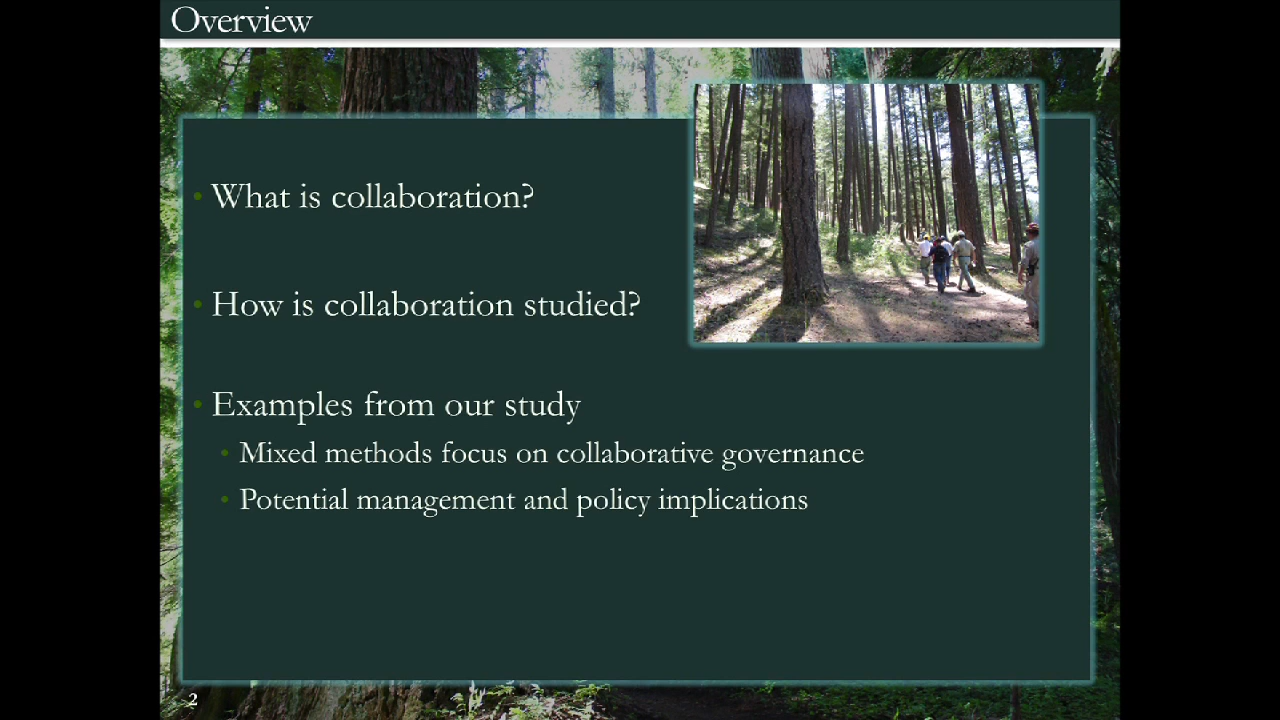 Overview
• What is collaboration?
• How is collaboration studied?
• Examples from our study
• Mixed methods focus on collaborative governance
• Potential management and policy implications
2